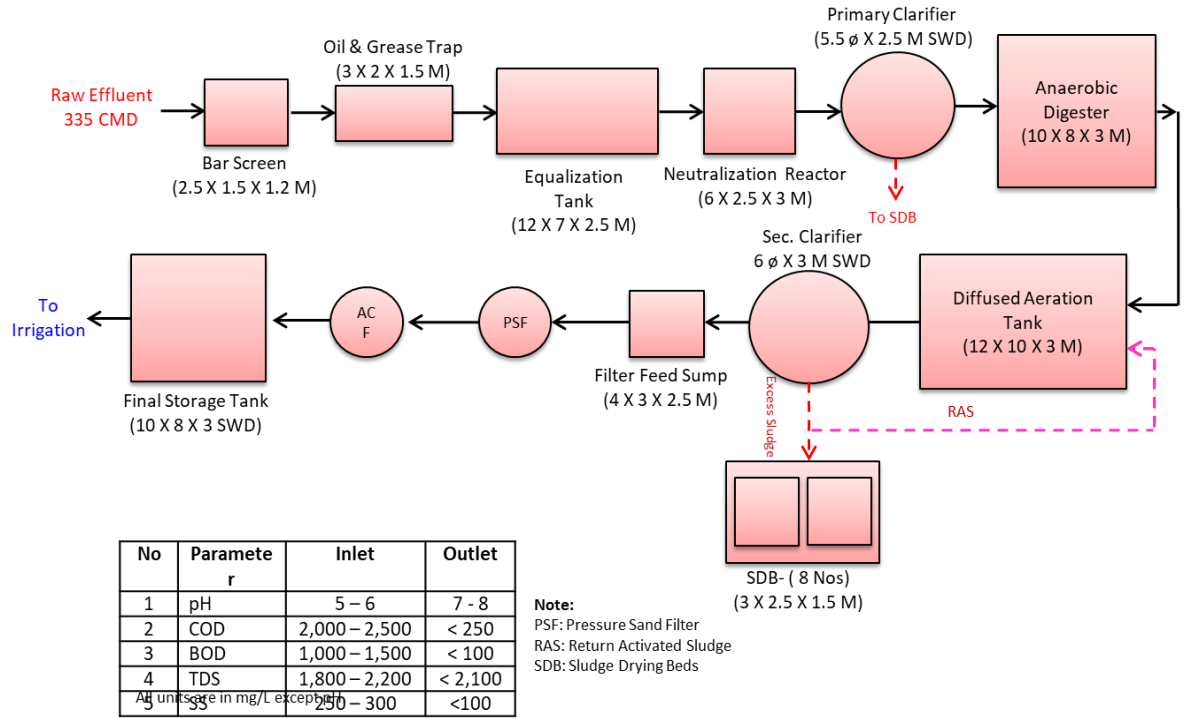 Primary Clarifier
(5.5 ø X 2.5 M SWD)
Oil & Grease Trap
(3 X 2 X 1.5 M)
Raw Effluent
335 CMD
Anaerobic
Digester
(10 X 8 X 3 M)
Bar Screen
(2.5 X 1.5 X 1.2 M)
Equalization
Tank
(12 X 7 X 2.5 M)
Neutralization Reactor
(6 X 2.5 X 3 M)
To SDB
Sec. Clarifier
6 ø X 3 M SWD
To
Irrigation
AC
F
PSF
Diffused Aeration
Tank
(12 X 10 X 3 M)
Final Storage Tank
(10 X 8 X 3 SWD)
Filter Feed Sump
(4 X 3 X 2.5 M)
Excess Sludge
RAS
SDB- ( 8 Nos)
(3 X 2.5 X 1.5 M)
No Paramete Inlet Outlet
r
1 pH 5 – 6 7 - 8
2 COD 2,000 – 2,500 < 250
3 BOD 1,000 – 1,500 < 100
4 TDS 1,800 – 2,200 < 2,100
All units are in mg/L except pH
5 SS 250 – 300 <100
Note:
PSF: Pressure Sand Filter
RAS: Return Activated Sludge
SDB: Sludge Drying Beds